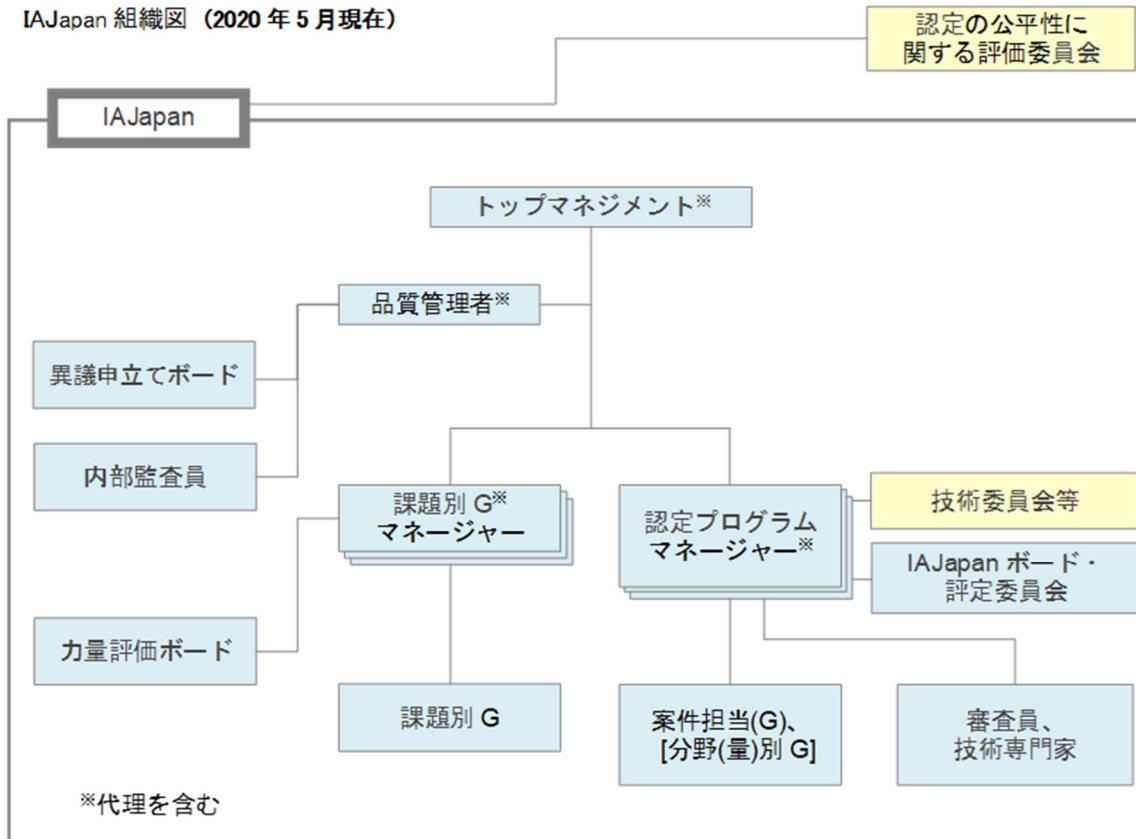 IAJapan 組織図 （2020 年 5 月現在）
認定の公平性に
関する評価委員会
IAJapan
トップマネジメント※
品質管理者※
異議申立てボード
内部監査員
課題別 G※
マネージャー
認定プログラム
マネージャー※
技術委員会等
IAJapan ボード・
評定委員会
力量評価ボード
課題別 G
案件担当(G)、
[分野(量)別 G]
審査員、
技術専門家
※代理を含む